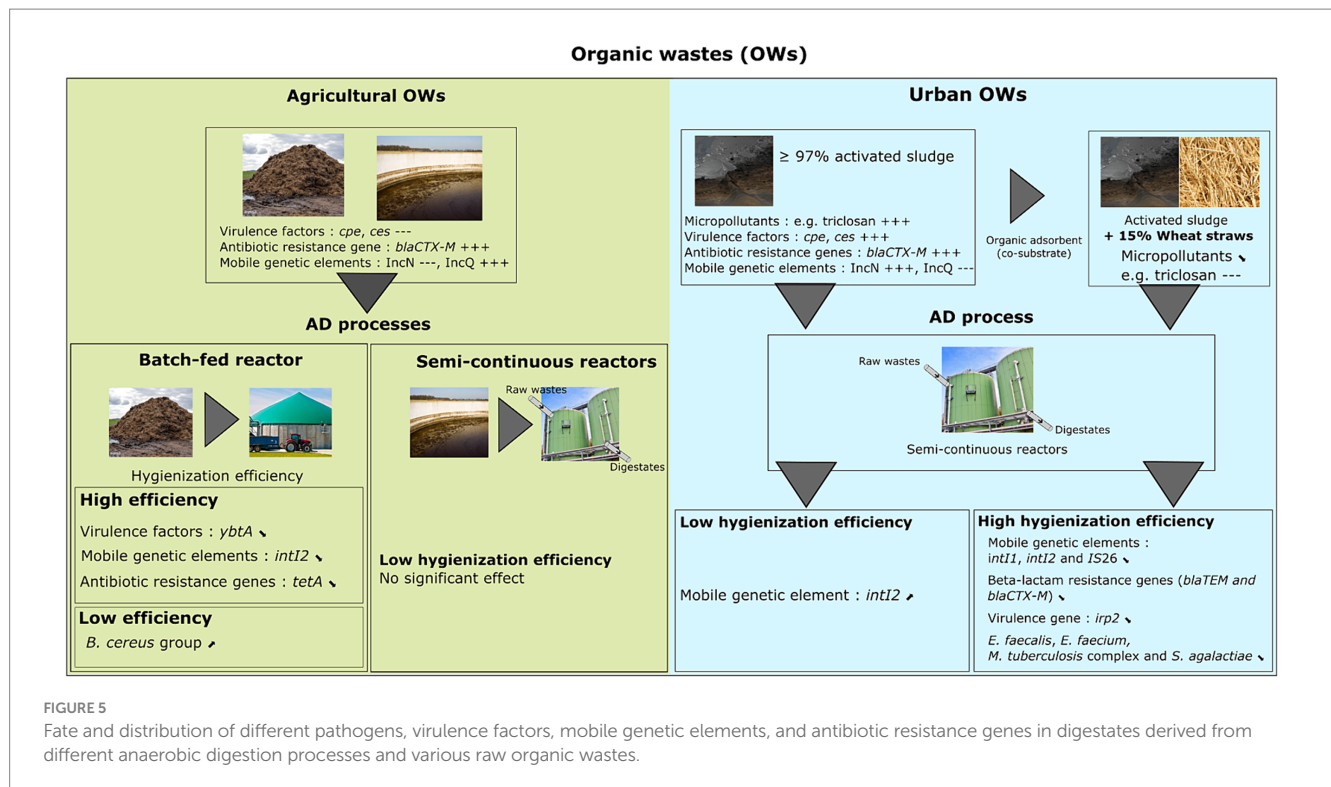 Organic wastes (OWs)
Agricultural OWs
Virulence factors : cpe, ces ---
Antibiotic resistance gene : blaCTX-M +++
Mobile genetic elements : IncN ---, IncQ +++
AD processes
Batch-fed reactor
Hygienization efficiency
High efficiency
Virulence factors : ybtA ⬊
Mobile genetic elements : intI2 ⬊
Antibiotic resistance genes : tetA ⬊
Low efficiency
B. cereus group ⬈
Semi-continuous reactors
Raw wastes
Digestates
Low hygienization efficiency
No significant effect
Urban OWs
≥ 97% activated sludge
Micropollutants : e.g. triclosan +++
Virulence factors : cpe, ces +++
Antibiotic resistance genes : blaCTX-M +++
Mobile genetic elements : IncN +++, IncQ ---
Organic adsorbent
(co-substrate)
Activated sludge
+ 15% Wheat straws
Micropollutants ⬊
e.g. triclosan ---
AD process
Raw wastes
Digestates
Semi-continuous reactors
Low hygienization efficiency
Mobile genetic element : intI2 ⬈
High hygienization efficiency
Mobile genetic elements :
intI1, intI2 and IS26 ⬊
Beta-lactam resistance genes (blaTEM and
blaCTX-M) ⬊
Virulence gene : irp2 ⬊
E. faecalis, E. faecium,
M. tuberculosis complex and S. agalactiae ⬊
FIGURE 5
Fate and distribution of different pathogens, virulence factors, mobile genetic elements, and antibiotic resistance genes in digestates derived from
different anaerobic digestion processes and various raw organic wastes.